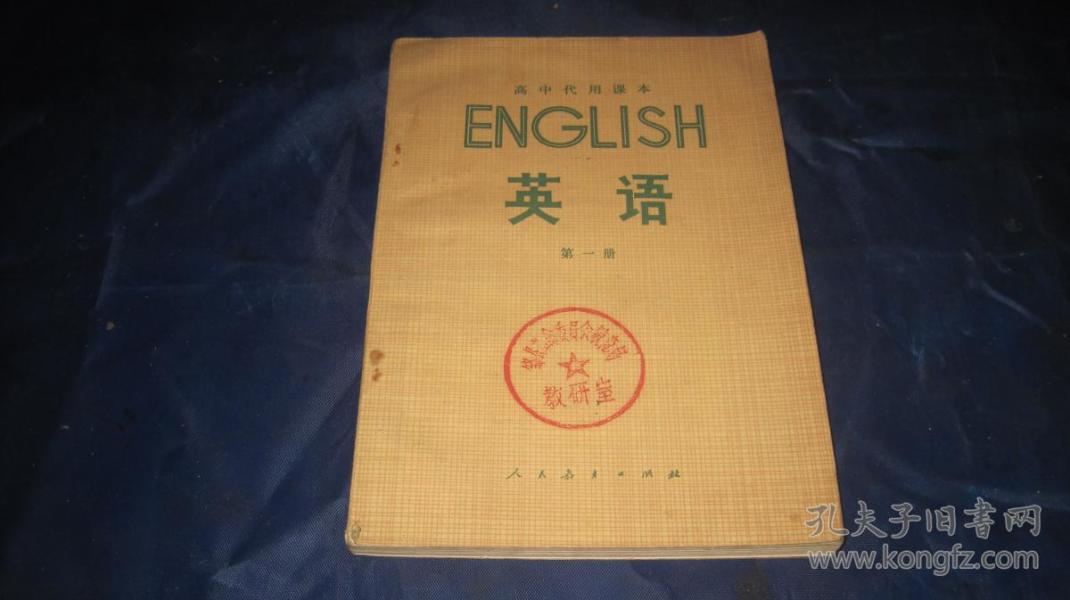 高中代用课本
ENGLISH
英语
第一册
教研室
人民教育出版社
孔夫子旧书网
www.kongfz.com